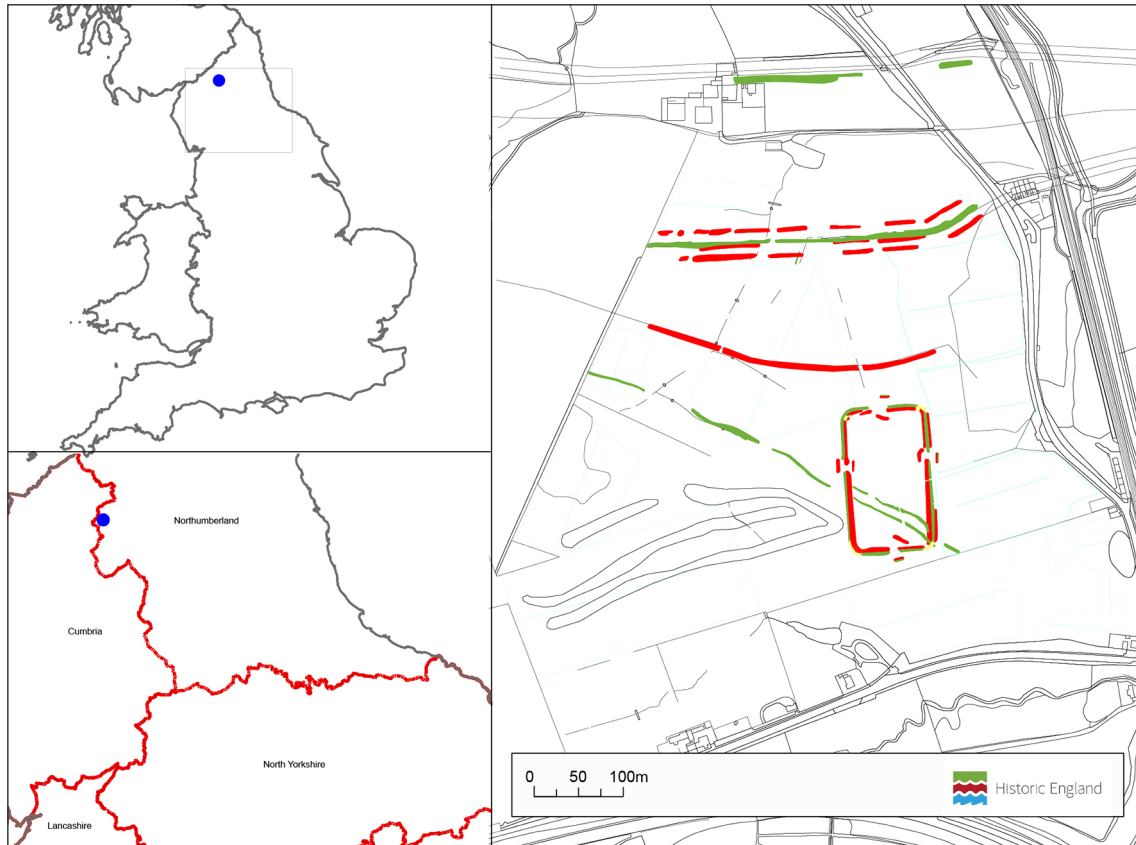 Northumberland
Cumbria
North Yorkshire
Lancashire
0 50 100m
Historic England